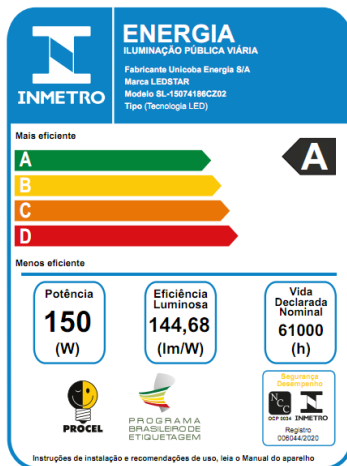 ENERGIA
ILUMINAÇÃO PÚBLICA VIÁRIA
Fabricante Unicoba Energia S/A
Marca LEDSTAR
Modelo SL-15074186CZ02
Tipo (Tecnologia LED)
INMETRO
Mais eficiente
A
A
B
C
D
Menos eficiente
Potência
150
(W)
Eficiência
Luminosa
144,68
(lm/W)
Vida
Declarada
Nominal
61000
(h)
PROCEL
PROGRAMA
BRASILEIRO DE
ETIQUETAGEM
Segurança
Desempenho
NCC
OCP 0034
INMETRO
Registro
006044/2020
Instruções de instalação e recomendações de uso, leia o Manual do aparelho